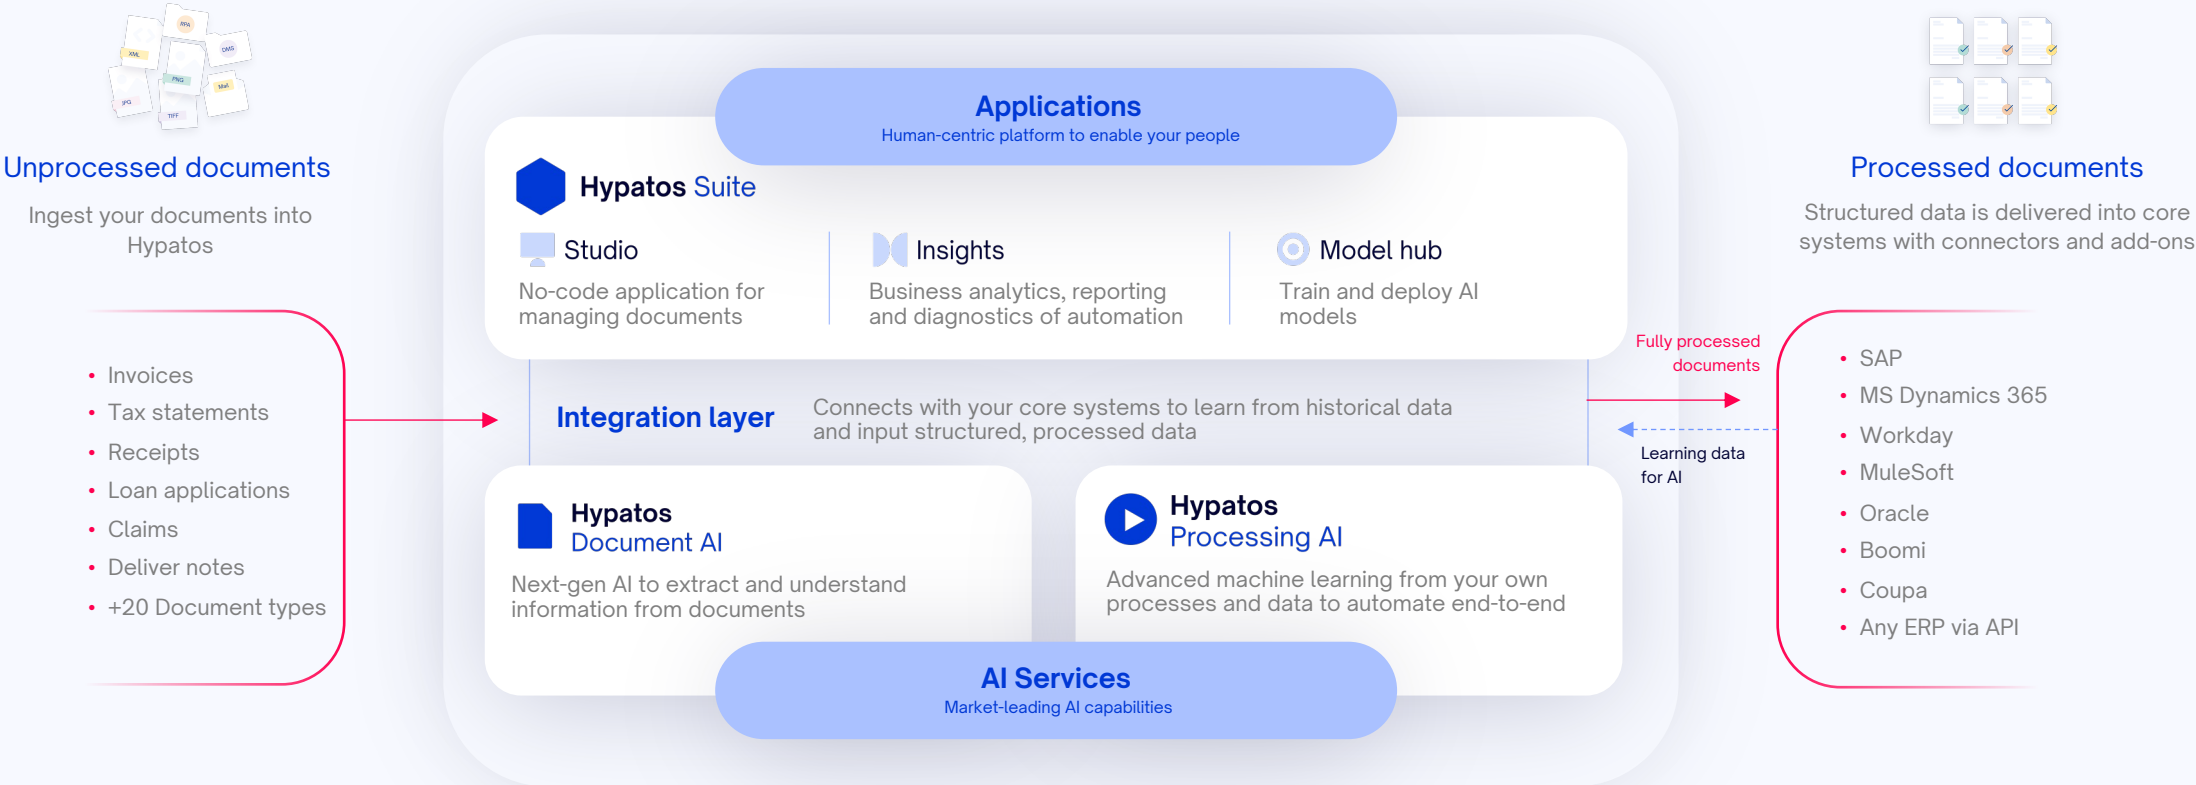 RPA
XML
DMS
PNG
Mail
JPG
TIFF
Unprocessed documents
Ingest your documents into
Hypatos
Invoices
Tax statements
Receipts
Loan applications
Claims
Deliver notes
+20 Document types
Applications
Human-centric platform to enable your people
Hypatos Suite
Studio
No-code application for
managing documents
Insights
Business analytics, reporting
and diagnostics of automation
Model hub
Train and deploy AI
models
Integration layer
Connects with your core systems to learn from historical data
and input structured, processed data
Hypatos
Document AI
Next-gen AI to extract and understand
information from documents
Hypatos
Processing AI
Advanced machine learning from your own
processes and data to automate end-to-end
AI Services
Market-leading AI capabilities
Fully processed
documents
Learning data
for AI
Processed documents
Structured data is delivered into core
systems with connectors and add-ons
SAP
MS Dynamics 365
Workday
MuleSoft
Oracle
Boomi
Coupa
Any ERP via API